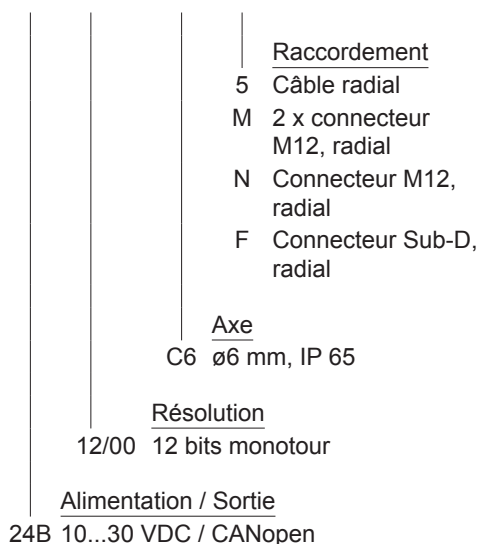 Raccordement
5 Câble radial
M 2 x connecteur
M12, radial
N Connecteur M12,
radial
F Connecteur Sub-D,
radial
Axe
C6 ø6 mm, IP 65
Résolution
12/00 12 bits monotour
Alimentation / Sortie
24B 10...30 VDC / CANopen